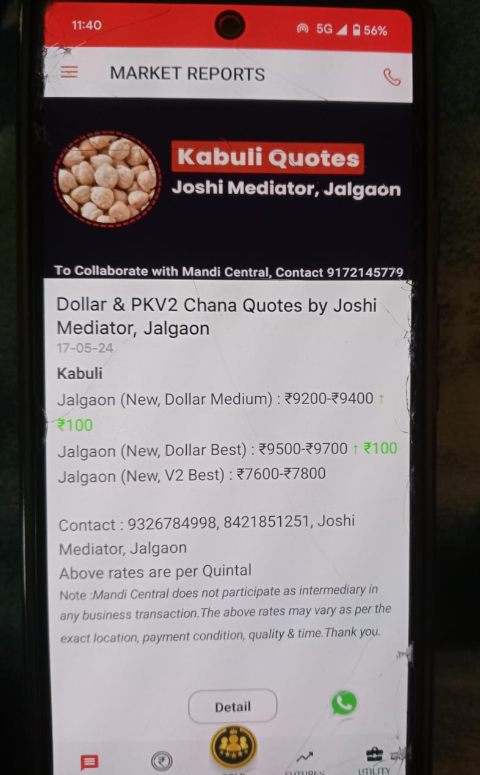 11:40
5G 56%
MARKET REPORTS
Kabuli Quotes
Joshi Mediator, Jalgaon
To Collaborate with Mandi Central, Contact 9172145779
Dollar & PKV2 Chana Quotes by Joshi
Mediator, Jalgaon
17-05-24
Kabuli
Jalgaon (New, Dollar Medium) : ₹9200-₹9400 ↑
₹100
Jalgaon (New, Dollar Best) : ₹9500-₹9700 ↑ ₹100
Jalgaon (New, V2 Best) : ₹7600-₹7800
Contact : 9326784998, 8421851251, Joshi
Mediator, Jalgaon
Above rates are per Quintal
Note :Mandi Central does not participate as intermediary in
any business transaction.The above rates may vary as per the
exact location, payment condition, quality & time.Thank you.
Detail
FUTURES UTILITY